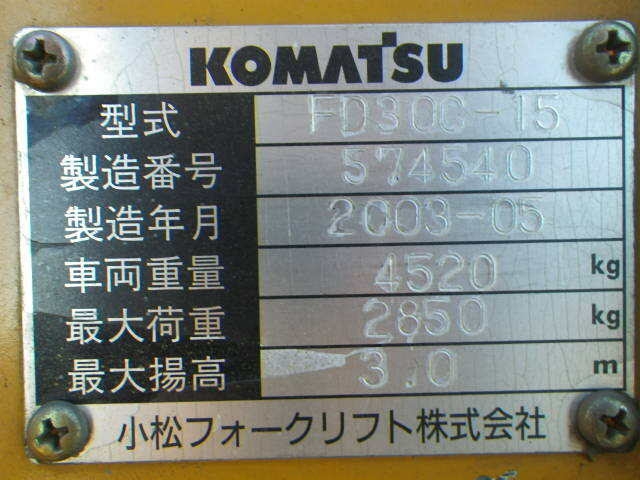 KOMATSU
型式 FD30C-15
製造番号 574540
製造年月 2003-05
車両重量 4520 kg
最大荷重 2850 kg
最大揚高 3.0 m
小松フォークリフト株式会社